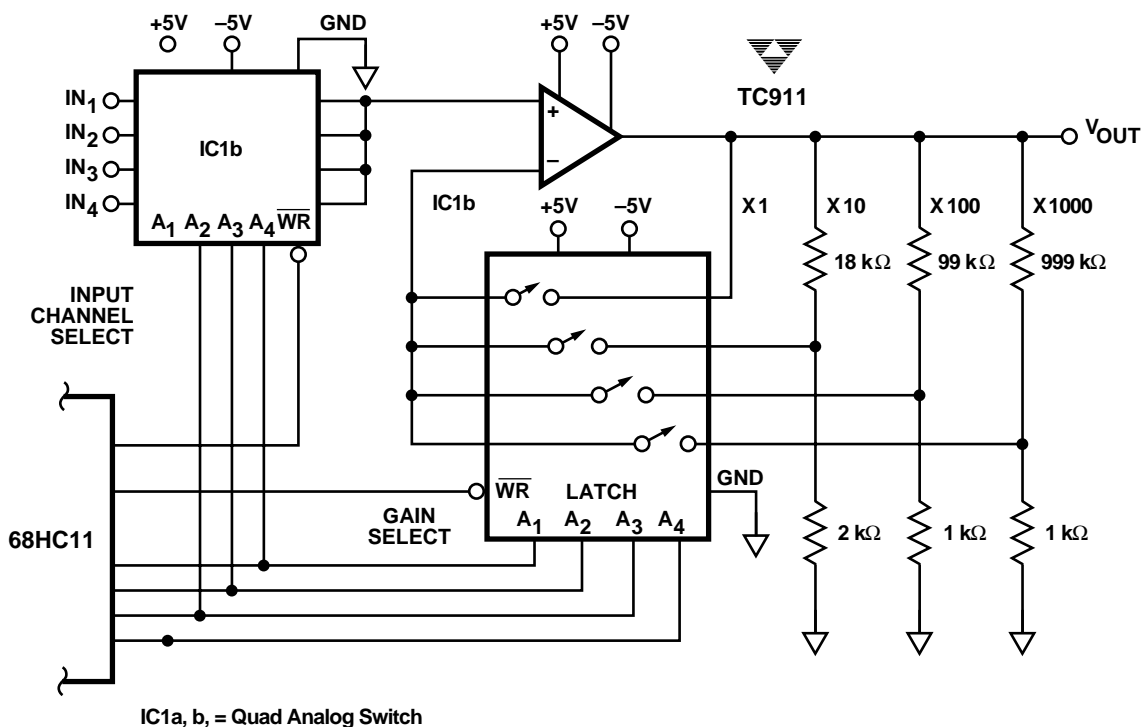 +5V
–5V
GND
+5V
–5V
TC911
IN1
IN2
IN3
IN4
IC1b
A1 A2 A3 A4 WR
+
–
VOUT
IC1b
+5V
–5V
X1
X10
X100
X1000
18 kΩ
99 kΩ
999 kΩ
INPUT
CHANNEL
SELECT
WR
LATCH
GND
A1 A2 A3 A4
GAIN
SELECT
2 kΩ
1 kΩ
1 kΩ
68HC11
IC1a, b, = Quad Analog Switch